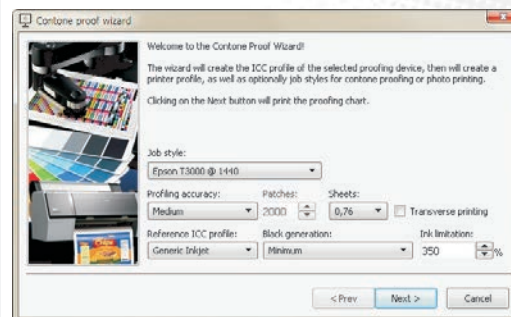 Contone proof wizard
Welcome to the Contone Proof Wizard!
The wizard will create the ICC profile of the selected proofing device, then will create a
printer profile, as well as optionally job styles for contone proofing or photo printing.
Clicking on the Next button will print the proofing chart.
Job style:
Epson T3000 @ 1440
Profiling accuracy: Patches: Sheets:
Medium 2000 0,76 Transverse printing
Reference ICC profile: Black generation: Ink limitation:
Generic Inkjet Minimum 350 %
< Prev Next > Cancel